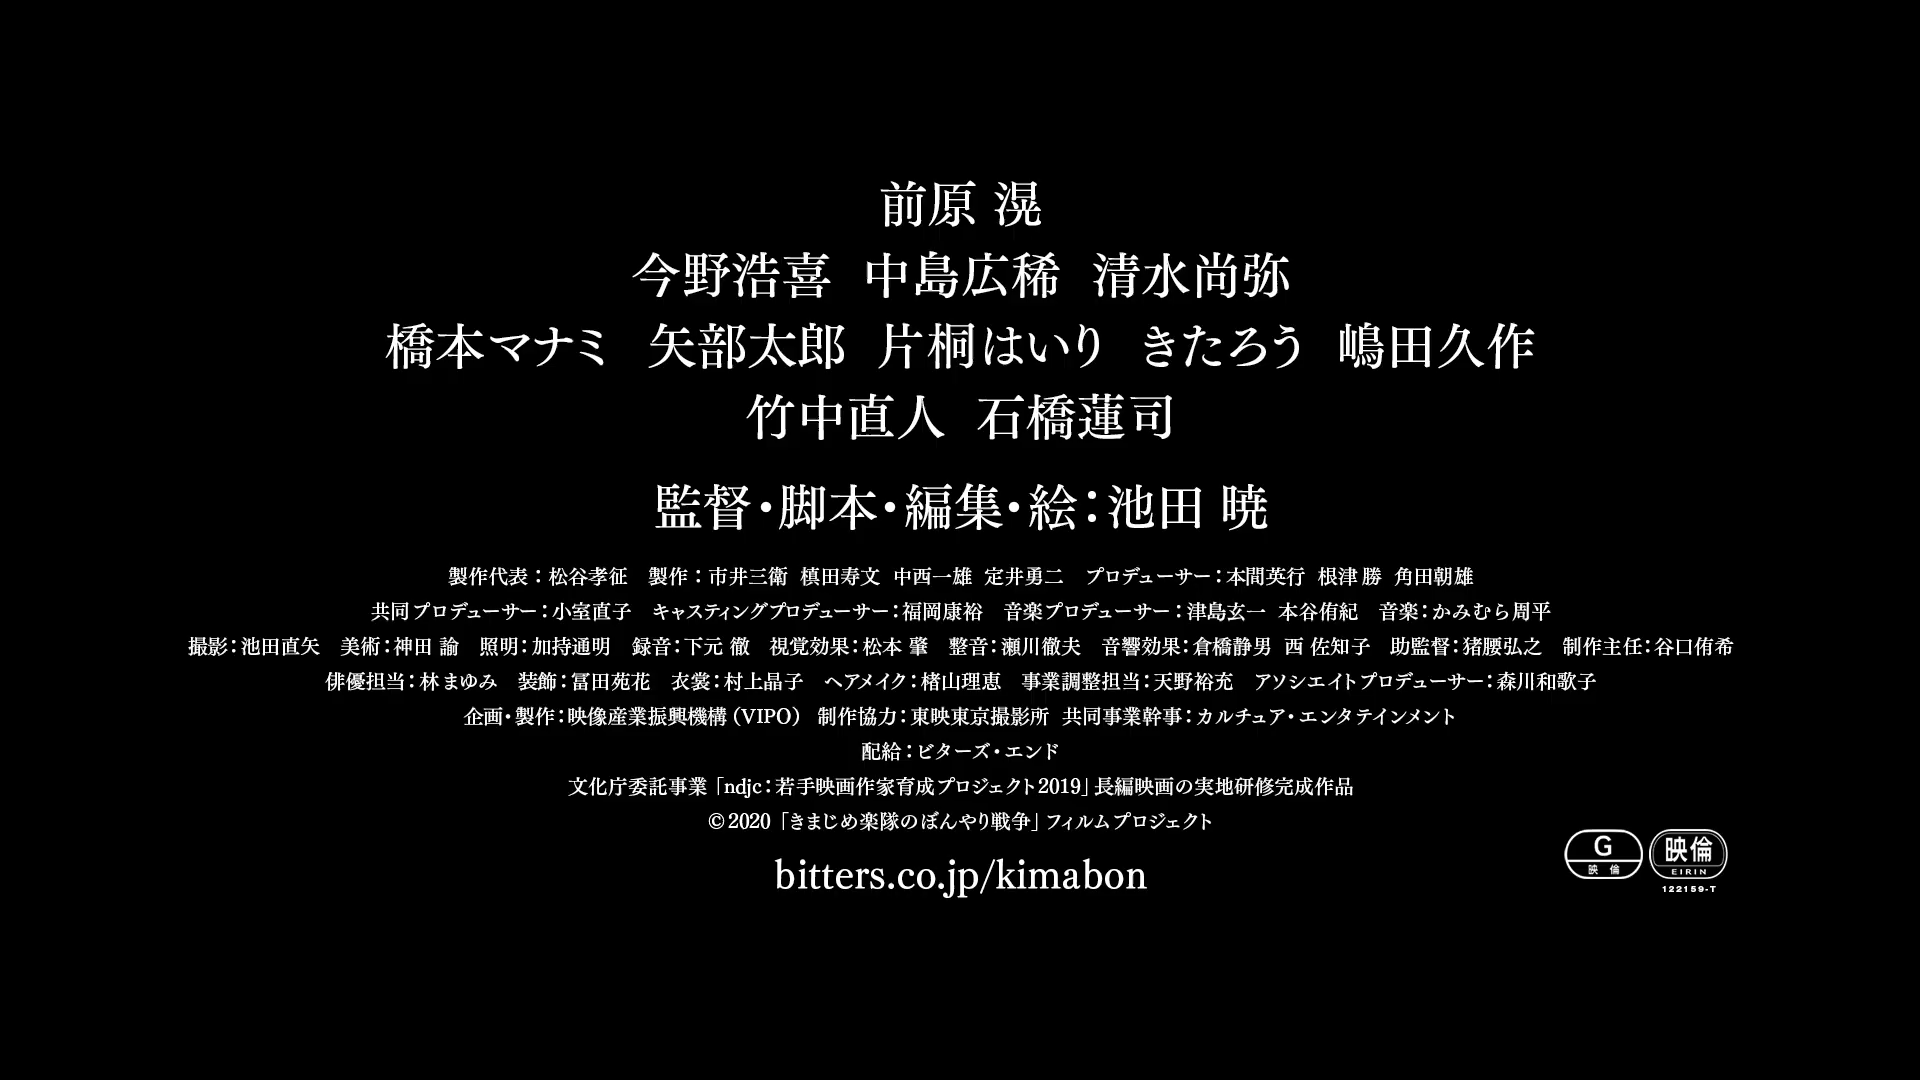 前原 滉
今野浩喜 中島広稀 清水尚弥
橋本マナミ 矢部太郎 片桐はいり きたろう 嶋田久作
竹中直人 石橋蓮司
監督・脚本・編集・絵：池田 暁
製作代表：松谷孝征 製作：市井三衛 槙田寿文 中西一雄 定井勇二 プロデューサー：本間英行 根津 勝 角田朝雄
共同プロデューサー：小室直子 キャスティングプロデューサー：福岡康裕 音楽プロデューサー：津島玄一 本谷侑紀 音楽：かみむら周平
撮影：池田直矢 美術：神田 諭 照明：加持通明 録音：下元 徹 視覚効果：松本 肇 整音：瀬川徹夫 音響効果：倉橋静男 西 佐知子 助監督：猪腰弘之 制作主任：谷口侑希
俳優担当：林 まゆみ 装飾：冨田苑花 衣裳：村上晶子 ヘアメイク：楮山理恵 事業調整担当：天野裕充 アソシエイトプロデューサー：森川和歌子
企画・製作：映像産業振興機構（VIPO） 制作協力：東映東京撮影所 共同事業幹事：カルチュア・エンタテインメント
配給：ビターズ・エンド
文化庁委託事業「ndjc：若手映画作家育成プロジェクト2019」長編映画の実地研修完成作品
©2020「きまじめ楽隊のぼんやり戦争」フィルムプロジェクト
bitters.co.jp/kimabon
G
映倫
映倫
EIRIN
122159-T